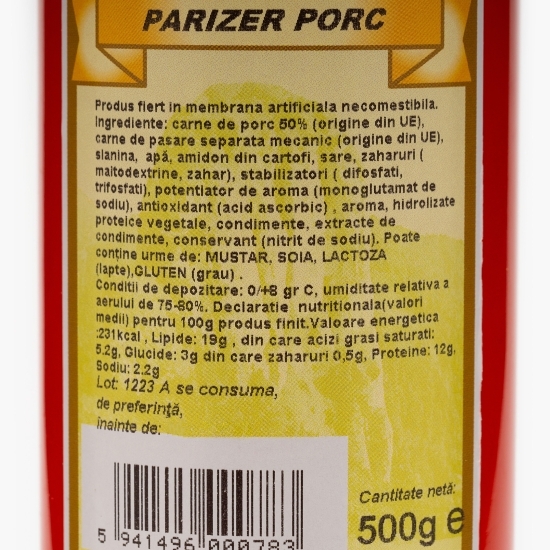 PARIZER PORC
Produs fiert in membrana artificiala necomestibila.
Ingrediente: carne de porc 50% (origine din UE),
carne de pasare separata mecanic (origine din UE),
slanina, apá, amidon din cartofi, sare, zaharuri (
maltodextrine, zahar), stabilizatori ( difosfati,
trifosfati), potentiator de aroma (monoglutamat de
sodiu), antioxidant (acid ascorbic) , aroma, hidrolizate
proteice vegetale, condimente, extracte de
condimente, conservant (nitrit de sodiu). Poate
conține urme de: MUSTAR, SOIA, LACTOZA
(lapte),GLUTEN (grau) .
Conditii de depozitare: 0/+8 gr C, umiditate relativa a
aerului de 75-80%. Declaratie nutritionala(valori
medii) pentru 100g produs finit.Valoare energetica
:231kcal , Lipide: 19g , din care acizi grasi saturati:
5.2g, Glucide: 3g din care zaharuri 0,5g, Proteine: 12g,
Sodiu: 2.2g
Lot: 1223 A se consuma,
de preferinţă,
înainte de:
5 941496 000783
Cantitate netă:
500g e